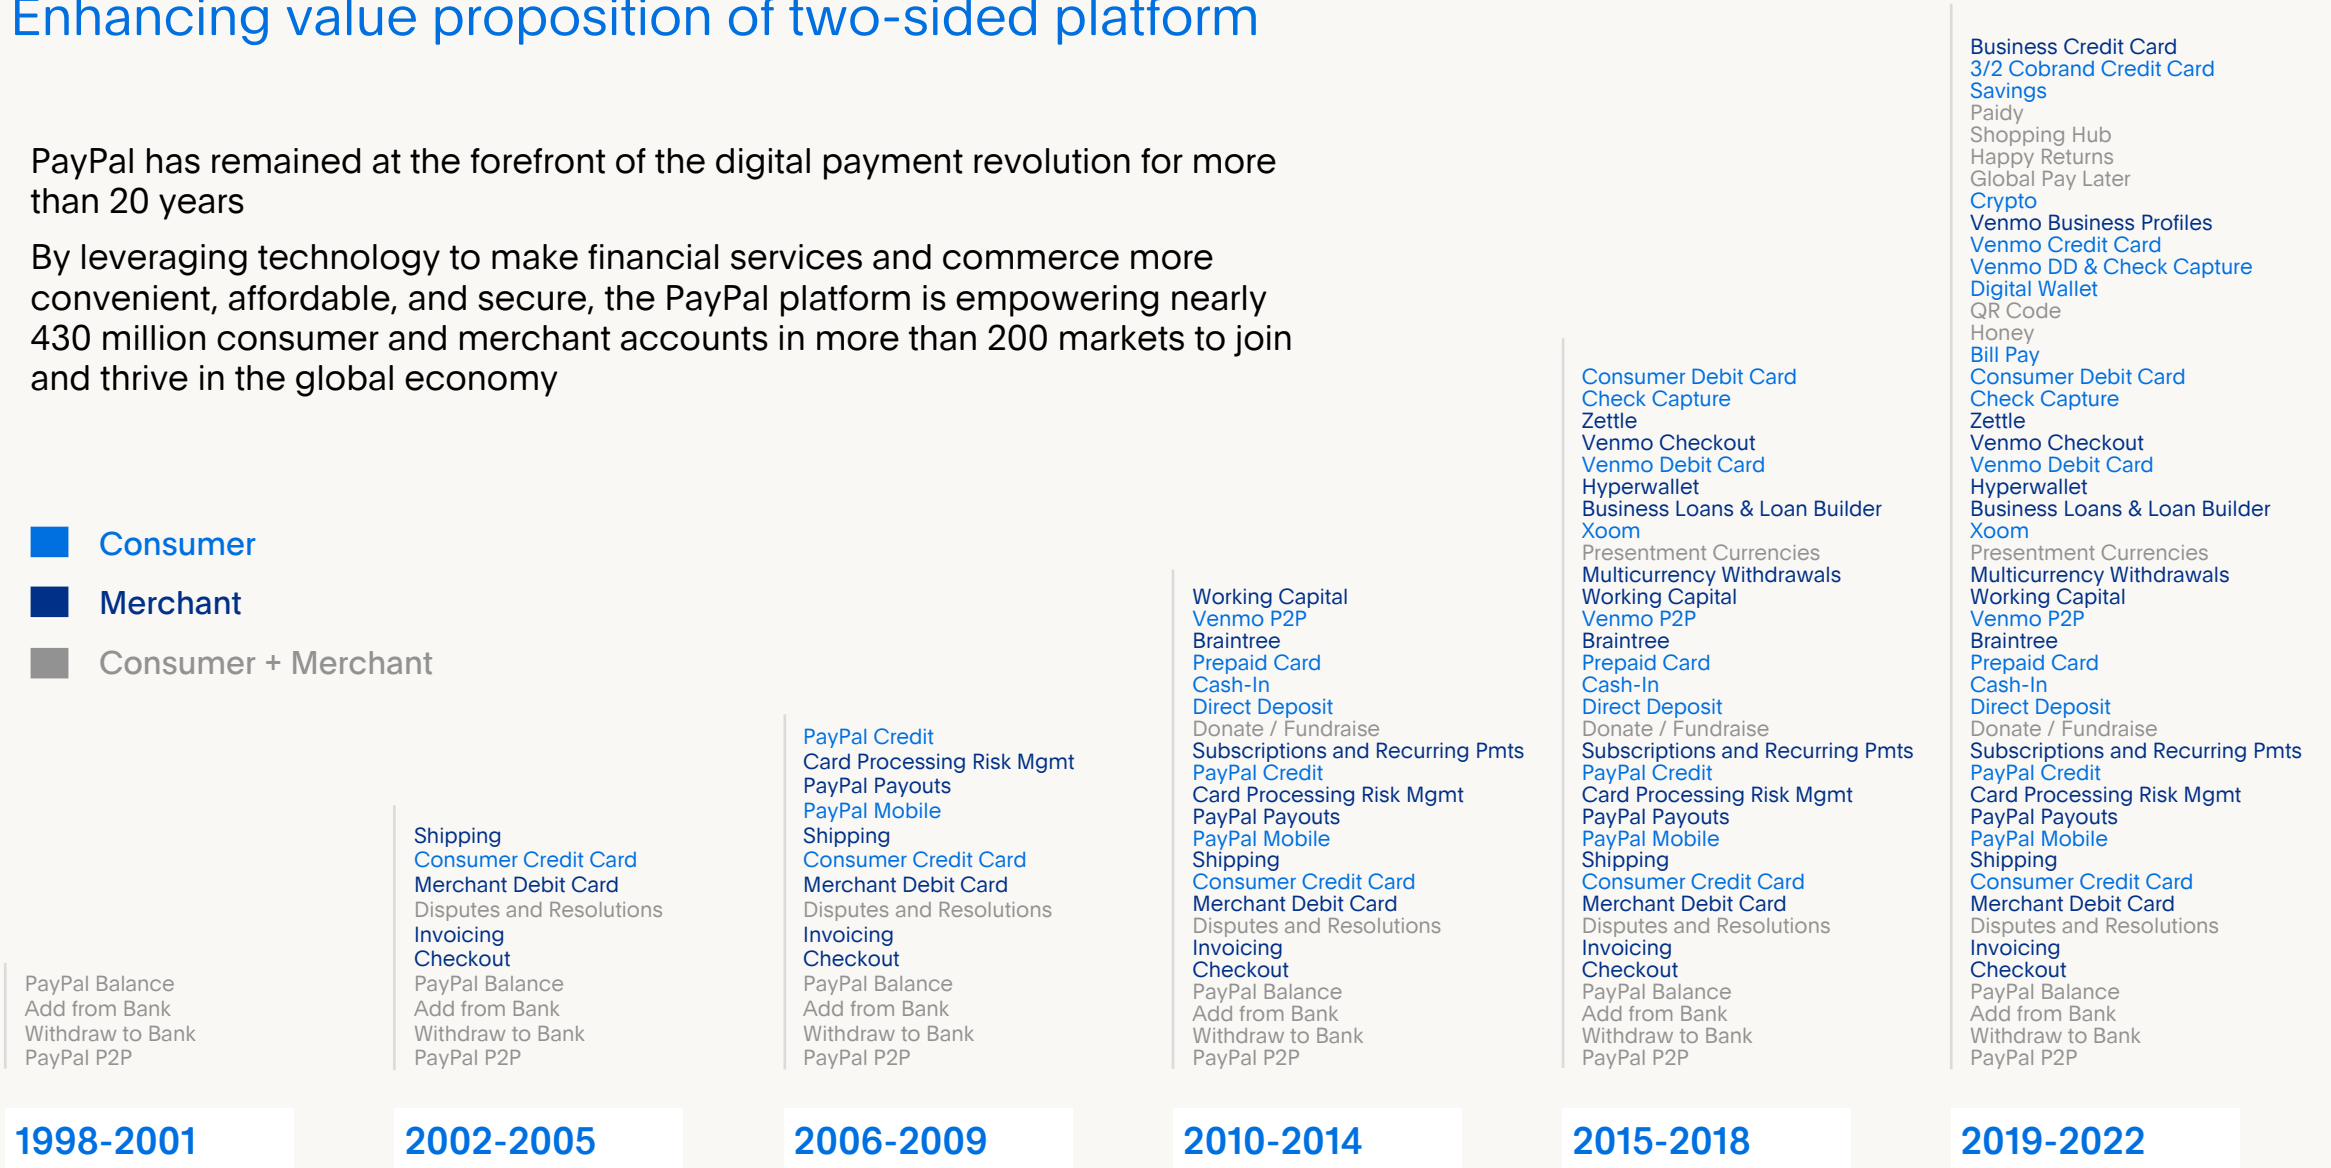 Enhancing value proposition of two-sided platform
PayPal has remained at the forefront of the digital payment revolution for more
than 20 years
By leveraging technology to make financial services and commerce more
convenient, affordable, and secure, the PayPal platform is empowering nearly
430 million consumer and merchant accounts in more than 200 markets to join
and thrive in the global economy
Consumer
Merchant
Consumer + Merchant
PayPal Balance
Add from Bank
Withdraw to Bank
PayPal P2P
1998-2001
Shipping
Consumer Credit Card
Merchant Debit Card
Disputes and Resolutions
Invoicing
Checkout
PayPal Balance
Add from Bank
Withdraw to Bank
PayPal P2P
2002-2005
PayPal Credit
Card Processing Risk Mgmt
PayPal Payouts
PayPal Mobile
Shipping
Consumer Credit Card
Merchant Debit Card
Disputes and Resolutions
Invoicing
Checkout
PayPal Balance
Add from Bank
Withdraw to Bank
PayPal P2P
2006-2009
Working Capital
Venmo P2P
Braintree
Prepaid Card
Cash-In
Direct Deposit
Donate / Fundraise
Subscriptions and Recurring Pmts
PayPal Credit
Card Processing Risk Mgmt
PayPal Payouts
PayPal Mobile
Shipping
Consumer Credit Card
Merchant Debit Card
Disputes and Resolutions
Invoicing
Checkout
PayPal Balance
Add from Bank
Withdraw to Bank
PayPal P2P
2010-2014
Consumer Debit Card
Check Capture
Zettle
Venmo Checkout
Venmo Debit Card
Hyperwallet
Business Loans & Loan Builder
Xoom
Presentment Currencies
Multicurrency Withdrawals
Working Capital
Venmo P2P
Braintree
Prepaid Card
Cash-In
Direct Deposit
Donate / Fundraise
Subscriptions and Recurring Pmts
PayPal Credit
Card Processing Risk Mgmt
PayPal Payouts
PayPal Mobile
Shipping
Consumer Credit Card
Merchant Debit Card
Disputes and Resolutions
Invoicing
Checkout
PayPal Balance
Add from Bank
Withdraw to Bank
PayPal P2P
2015-2018
Business Credit Card
3/2 Cobrand Credit Card
Savings
Paidy
Shopping Hub
Happy Returns
Global Pay Later
Crypto
Venmo Business Profiles
Venmo Credit Card
Venmo DD & Check Capture
Digital Wallet
QR Code
Honey
Bill Pay
Consumer Debit Card
Check Capture
Zettle
Venmo Checkout
Venmo Debit Card
Hyperwallet
Business Loans & Loan Builder
Xoom
Presentment Currencies
Multicurrency Withdrawals
Working Capital
Venmo P2P
Braintree
Prepaid Card
Cash-In
Direct Deposit
Donate / Fundraise
Subscriptions and Recurring Pmts
PayPal Credit
Card Processing Risk Mgmt
PayPal Payouts
PayPal Mobile
Shipping
Consumer Credit Card
Merchant Debit Card
Disputes and Resolutions
Invoicing
Checkout
PayPal Balance
Add from Bank
Withdraw to Bank
PayPal P2P
2019-2022